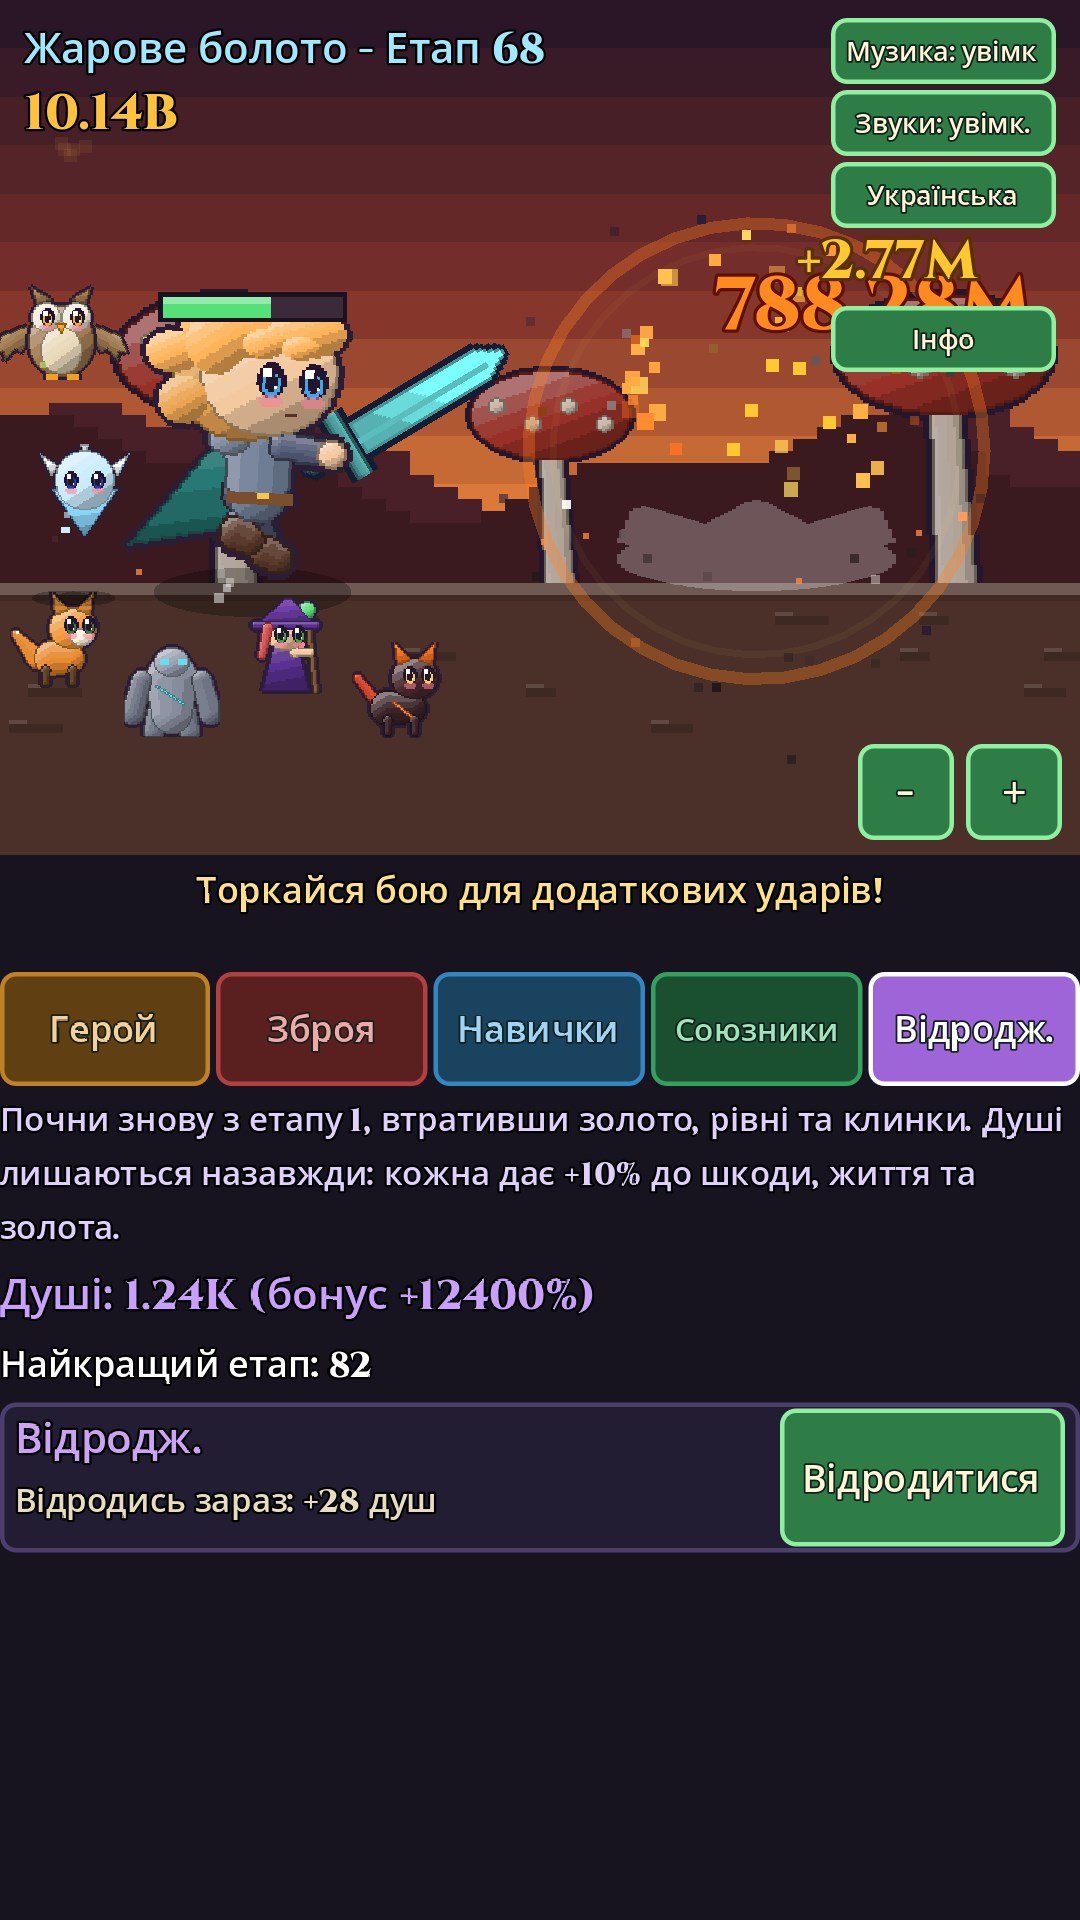 Жарове болото - Етап 68
10.14B
Музика: увімк
Звуки: увімк.
Українська
+2.77M
Інфо
- +
Торкайся бою для додаткових ударів!
Герой Зброя Навички Союзники Відродж.
Почни знову з етапу 1, втративши золото, рівні та клинки. Душі
лишаються назавжди: кожна дає +10% до шкоди, життя та
золота.
Душі: 1.24K (бонус +12400%)
Найкращий етап: 82
Відродж.
Відродись зараз: +28 душ
Відродитися